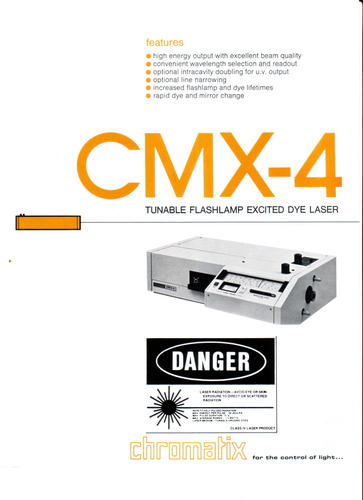 features
high energy output with excellent beam quality
convenient wavelength selection and readout
optional intracavity doubling for u.v. output
optional line narrowing
increased flashlamp and dye lifetimes
rapid dye and mirror change
CMX-4
TUNABLE FLASHLAMP EXCITED DYE LASER
DANGER
LASER RADIATION - AVOID EYE OR SKIN
EXPOSURE TO DIRECT OR SCATTERED
RADIATION
CLASS IV LASER PRODUCT
chromatix
for the control of light...